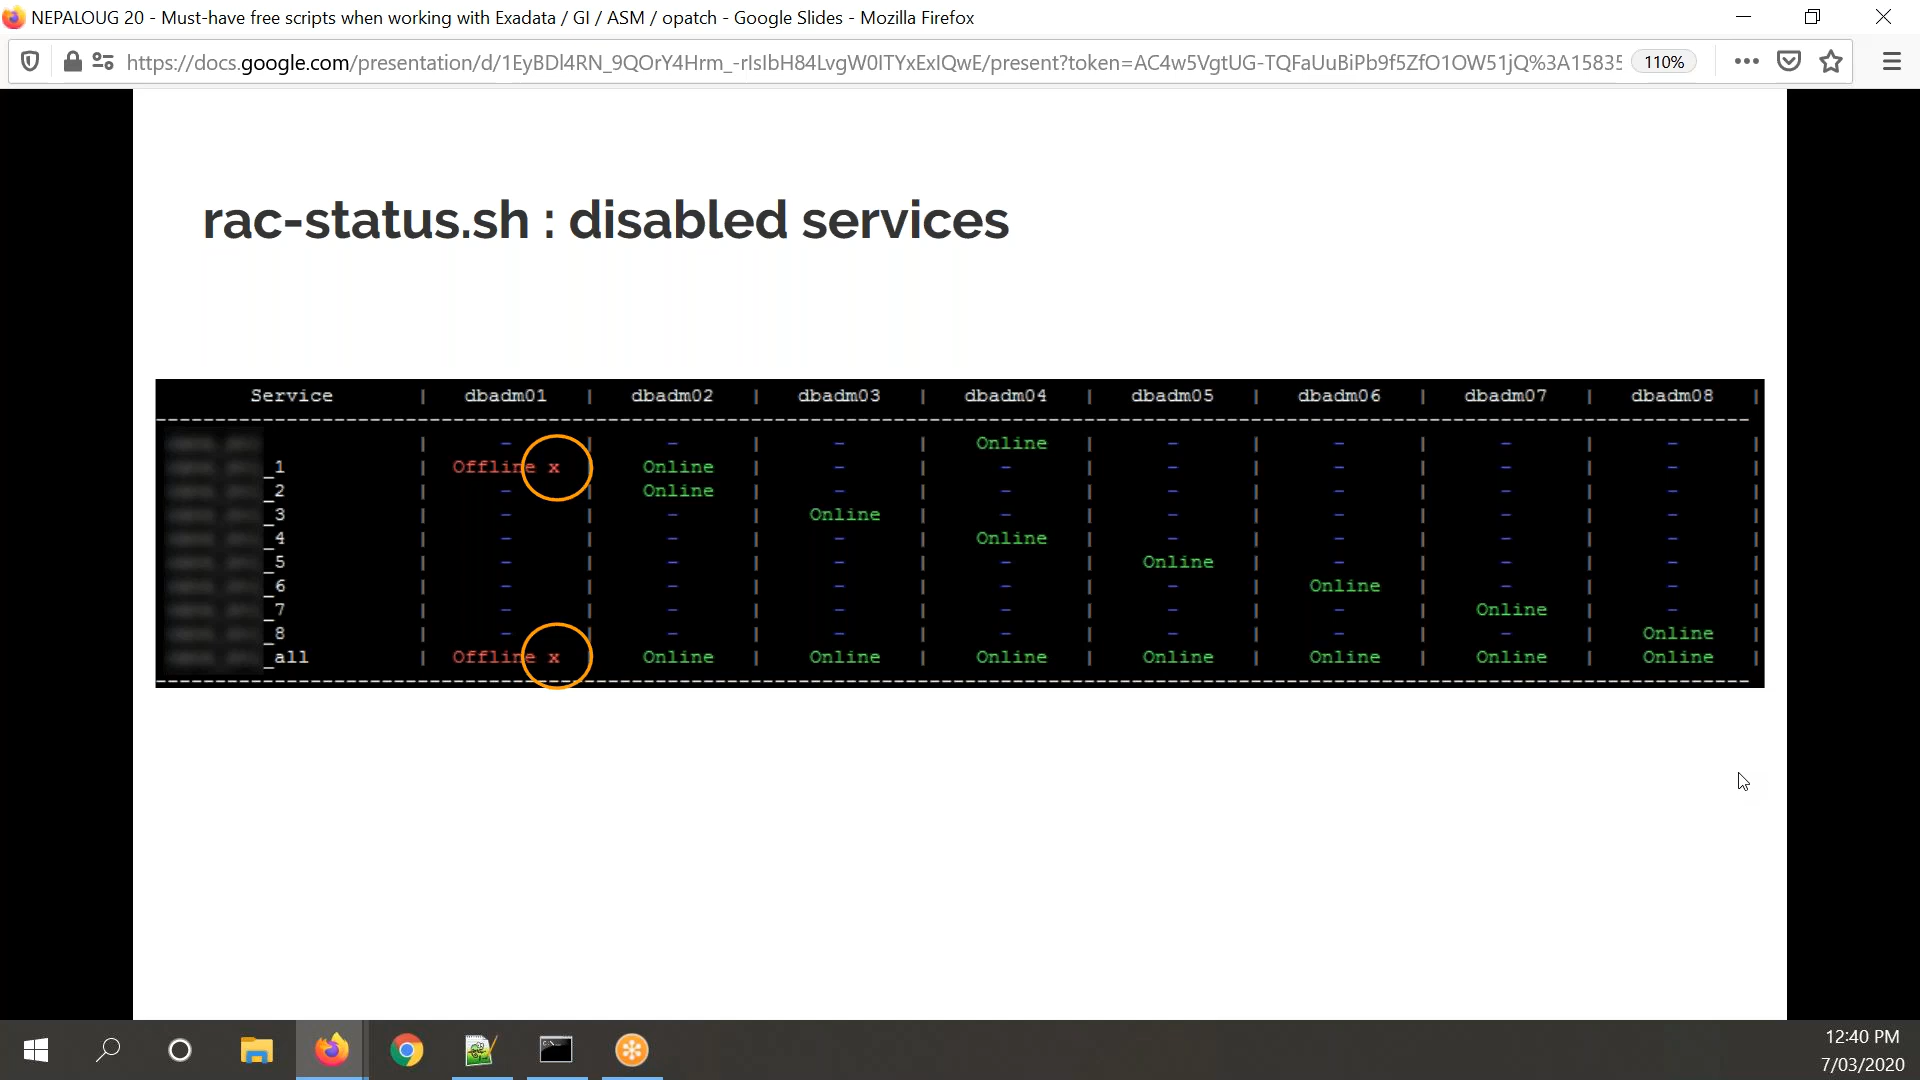 NEPALOUG 20 - Must-have free scripts when working with Exadata / GI / ASM / opatch - Google Slides - Mozilla Firefox
https://docs.google.com/presentation/d/1EyBDl4RN_9QOrY4Hrm_-rIsIbH84LvgW0ITYxExIQwE/present?token=AC4w5VgtUG-TQFaUuBiPb9f5ZfO1OW51jQ%3A15835 110%
rac-status.sh : disabled services
Service | dbadm01 | dbadm02 | dbadm03 | dbadm04 | dbadm05 | dbadm06 | dbadm07 | dbadm08 |
| - | - | - | Online | - | - | - | - |
_1 | Offline x | Online | - | - | - | - | - | - |
_2 | - | Online | - | - | - | - | - | - |
_3 | - | - | Online | - | - | - | - | - |
_4 | - | - | - | Online | - | - | - | - |
_5 | - | - | - | - | Online | - | - | - |
_6 | - | - | - | - | - | Online | - | - |
_7 | - | - | - | - | - | - | Online | - |
_8 | - | - | - | - | - | - | - | Online |
_all | Offline x | Online | Online | Online | Online | Online | Online | Online |
12:40 PM
7/03/2020